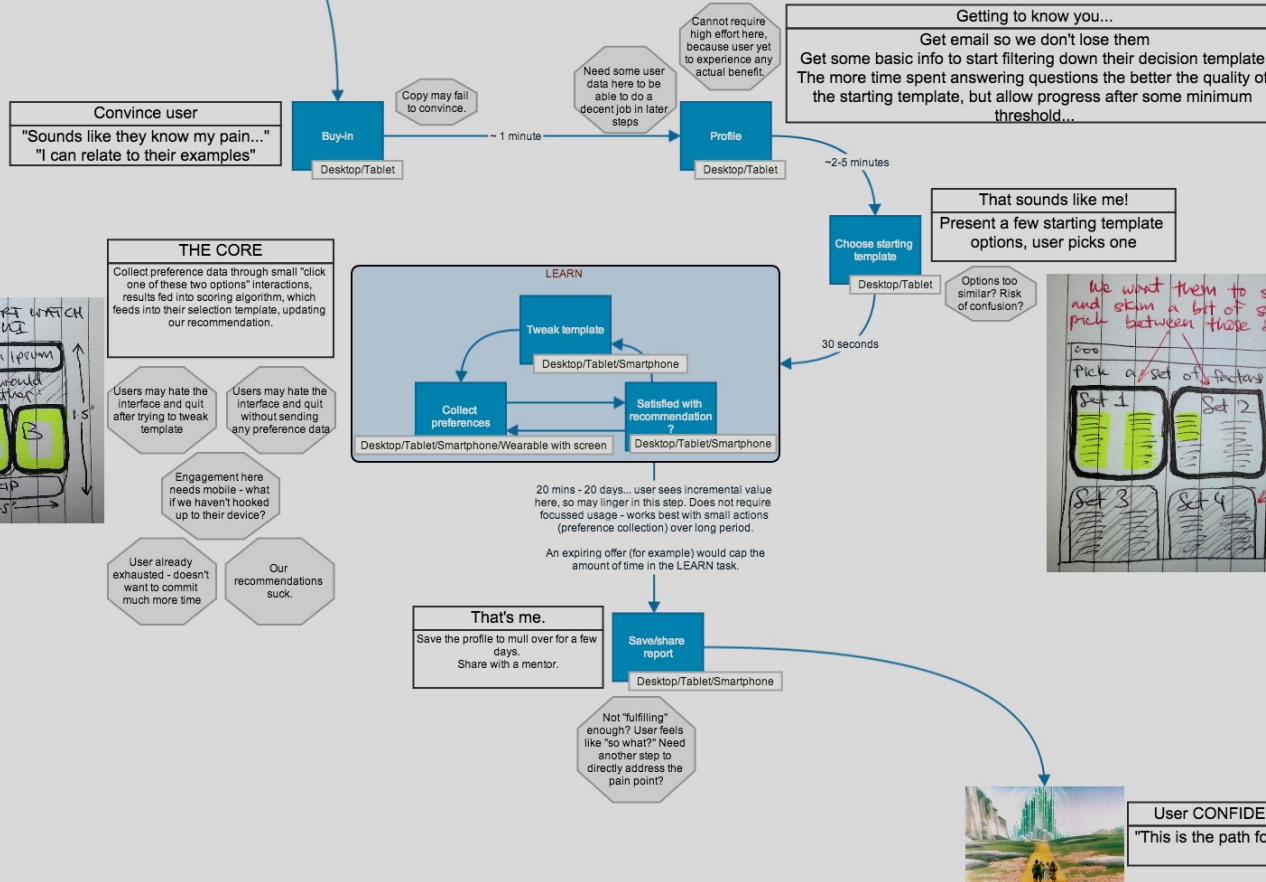 Getting to know you...
Get email so we don't lose them
Get some basic info to start filtering down their decision template
The more time spent answering questions the better the quality of
the starting template, but allow progress after some minimum
threshold...
Cannot require
high effort here,
because user yet
to experience any
actual benefit.
Need some user
data here to be
able to do a
decent job in later
steps
Copy may fail
to convince.
Convince user
"Sounds like they know my pain..."
"I can relate to their examples"
Buy-in
Desktop/Tablet
~ 1 minute
Profile
Desktop/Tablet
~2-5 minutes
That sounds like me!
Present a few starting template
options, user picks one
Choose starting
template
Desktop/Tablet
Options too
similar? Risk
of confusion?
30 seconds
THE CORE
Collect preference data through small "click
one of these two options" interactions,
results fed into scoring algorithm, which
feeds into their selection template, updating
our recommendation.
LEARN
Tweak template
Desktop/Tablet/Smartphone
Collect
preferences
Desktop/Tablet/Smartphone/Wearable with screen
Satisfied with
recommendation
?
Desktop/Tablet/Smartphone
WATCH
UI
Ipsum
would
B
1.5"
We want them to
and skim a bit of
pick between these
Pick a set of factors
Set 1
Set 2
Set 3
Set 4
Users may hate the
interface and quit
after trying to tweak
template
Users may hate the
interface and quit
without sending
any preference data
Engagement here
needs mobile - what
if we haven't hooked
up to their device?
User already
exhausted - doesn't
want to commit
much more time
Our
recommendations
suck.
20 mins - 20 days... user sees incremental value
here, so may linger in this step. Does not require
focussed usage - works best with small actions
(preference collection) over long period.
An expiring offer (for example) would cap the
amount of time in the LEARN task.
That's me.
Save the profile to mull over for a few
days.
Share with a mentor.
Save/share
report
Desktop/Tablet/Smartphone
Not "fulfilling"
enough? User feels
like "so what?" Need
another step to
directly address the
pain point?
User CONFIDE
"This is the path fo